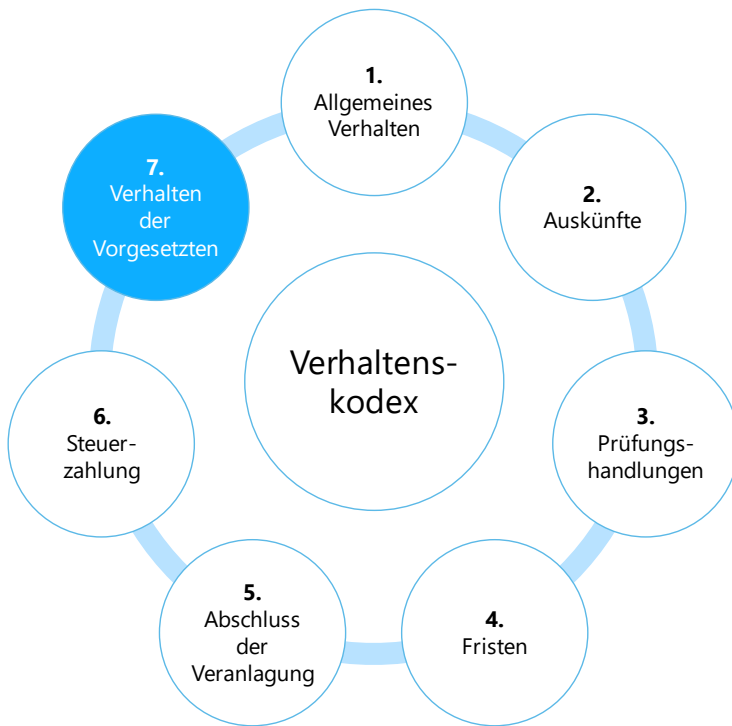 1.
Allgemeines
Verhalten
2.
Auskünfte
3.
Prüfungs-
handlungen
4.
Fristen
5.
Abschluss
der
Veranlagung
6.
Steuer-
zahlung
7.
Verhalten
der
Vorgesetzten
Verhaltens-
kodex